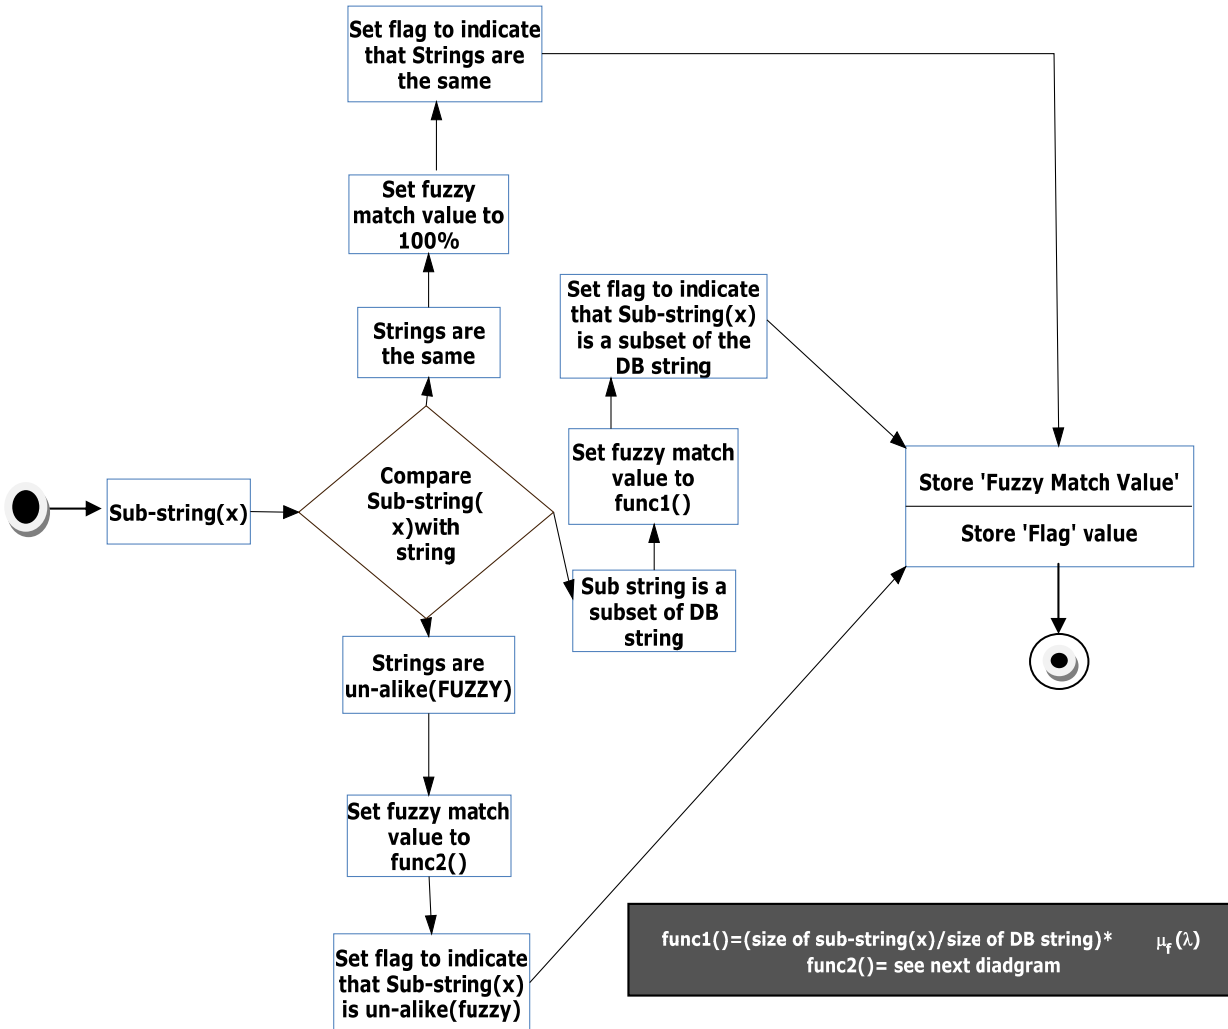 Set flag to indicate
that Strings are
the same
Set fuzzy
match value to
100%
Strings are
the same
Set flag to indicate
that Sub-string(x)
is a subset of the
DB string
Set fuzzy match
value to
func1()
Sub-string(x)
Compare
Sub-string(
x)with
string
Sub string is a
subset of DB
string
Store 'Fuzzy Match Value'
Store 'Flag' value
Strings are
un-alike(FUZZY)
Set fuzzy match
value to
func2()
Set flag to indicate
that Sub-string(x)
is un-alike(fuzzy)
func1()=(size of sub-string(x)/size of DB string)* μf(λ)
func2()= see next diadgram